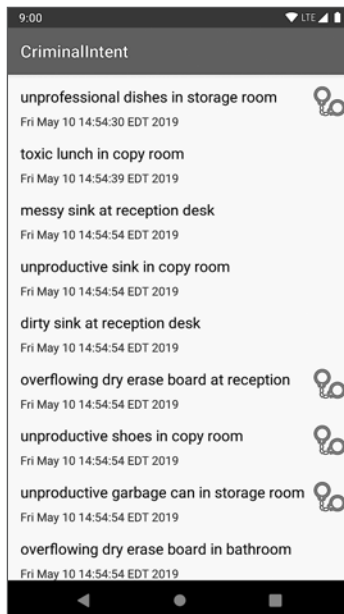 9:00 LTE
CriminalIntent
unprofessional dishes in storage room
Fri May 10 14:54:30 EDT 2019
toxic lunch in copy room
Fri May 10 14:54:39 EDT 2019
messy sink at reception desk
Fri May 10 14:54:54 EDT 2019
unproductive sink in copy room
Fri May 10 14:54:54 EDT 2019
dirty sink at reception desk
Fri May 10 14:54:54 EDT 2019
overflowing dry erase board at reception
Fri May 10 14:54:54 EDT 2019
unproductive shoes in copy room
Fri May 10 14:54:54 EDT 2019
unproductive garbage can in storage room
Fri May 10 14:54:54 EDT 2019
overflowing dry erase board in bathroom
Fri May 10 14:54:54 EDT 2019